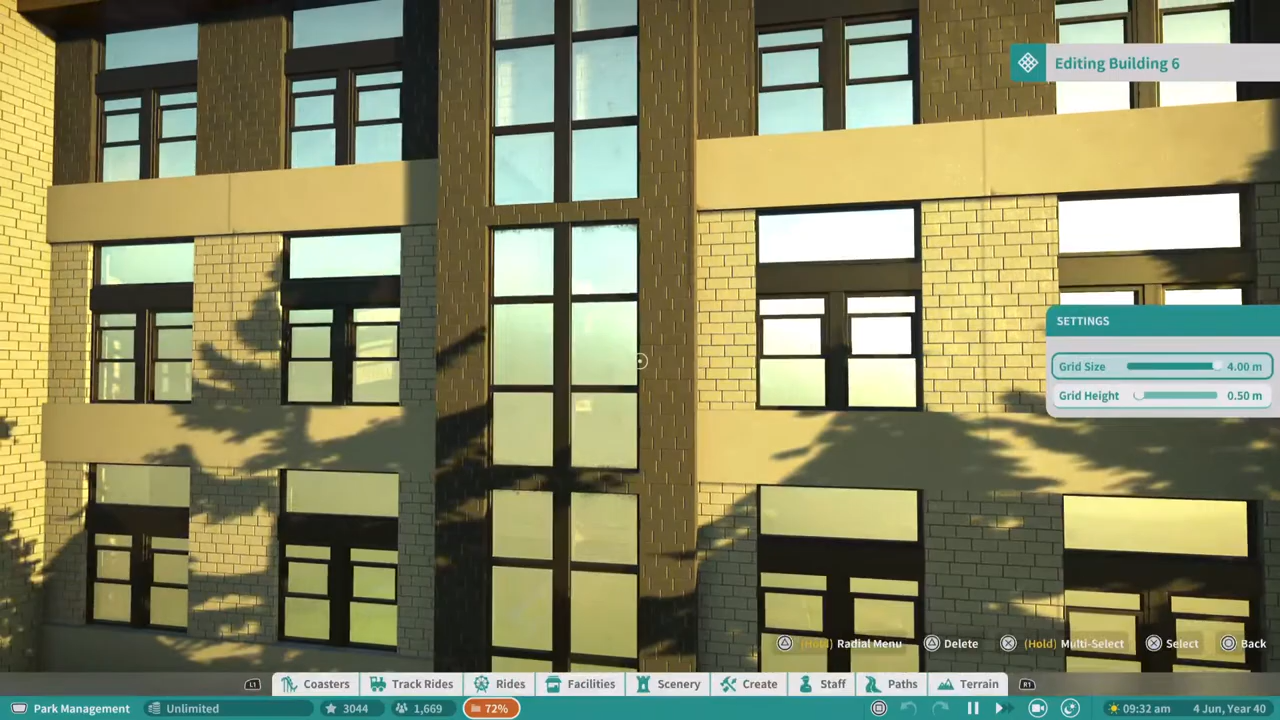 Editing Building 6
SETTINGS
Grid Size 4.00 m
Grid Height 0.50 m
(Hold) Radial Menu Delete (Hold) Multi-Select Select Back
L1 Coasters Track Rides Rides Facilities Scenery Create Staff Paths Terrain R1
Park Management Unlimited 3044 1,669 72% 09:32 am 4 Jun, Year 40